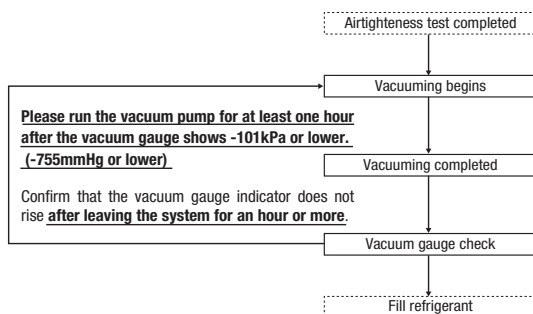 Airtighteness test completed
Vacuuming begins
Please run the vacuum pump for at least one hour
after the vacuum gauge shows -101kPa or lower.
(-755mmHg or lower)
Vacuuming completed
Confirm that the vacuum gauge indicator does not
rise after leaving the system for an hour or more.
Vacuum gauge check
Fill refrigerant